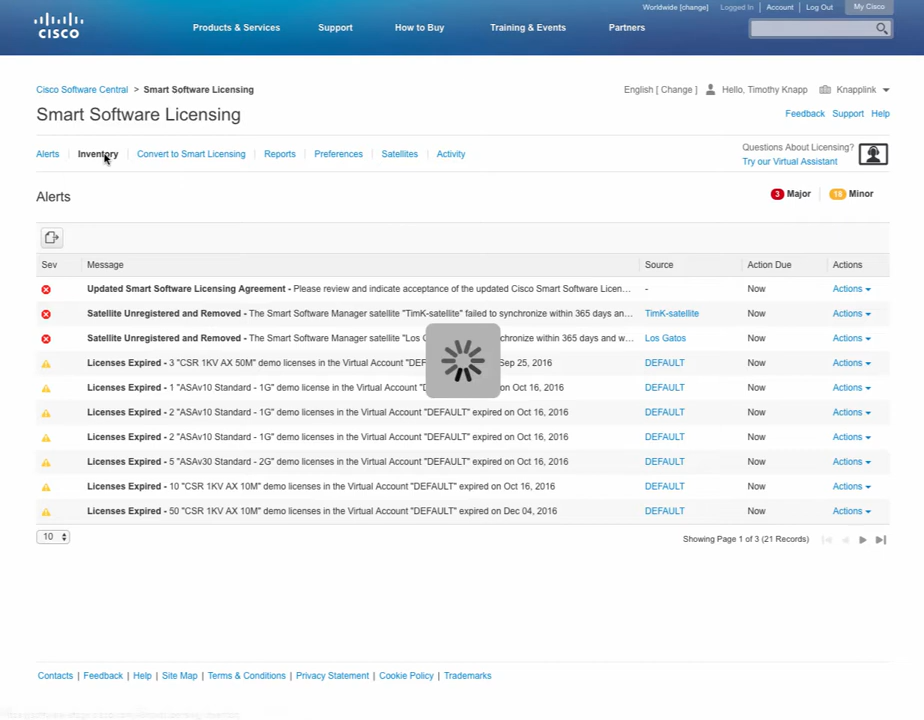 Worldwide [change] Logged In Account Log Out My Cisco
CISCO
Products & Services Support How to Buy Training & Events Partners
Cisco Software Central > Smart Software Licensing
English [ Change ] Hello, Timothy Knapp Knapplink
Smart Software Licensing
Feedback Support Help
Alerts Inventory Convert to Smart Licensing Reports Preferences Satellites Activity
Questions About Licensing?
Try our Virtual Assistant
Alerts
3 Major Minor
Sev Message Source Action Due Actions
Updated Smart Software Licensing Agreement - Please review and indicate acceptance of the updated Cisco Smart Software Licen... - Now Actions
Satellite Unregistered and Removed - The Smart Software Manager satellite "TimK-satellite" failed to synchronize within 365 days an... TimK-satellite Now Actions
Satellite Unregistered and Removed - The Smart Software Manager satellite "Los to synchronize within 365 days and w... Los Gatos Now Actions
Licenses Expired - 3 "CSR 1KV AX 50M" demo licenses in the Virtual Account Sep 25, 2016 DEFAULT Now Actions
Licenses Expired - 1 "ASAv10 Standard - 1G" demo licenses in the Virtual Account on Oct 16, 2016 DEFAULT Now Actions
Licenses Expired - 2 "ASAv10 Standard - 1G" demo licenses in the Virtual Account "DEFAULT" expired on Oct 16, 2016 DEFAULT Now Actions
Licenses Expired - 2 "ASAv10 Standard - 1G" demo licenses in the Virtual Account "DEFAULT" expired on Oct 16, 2016 DEFAULT Now Actions
Licenses Expired - 5 "ASAv30 Standard - 2G" demo licenses in the Virtual Account "DEFAULT" expired on Oct 16, 2016 DEFAULT Now Actions
Licenses Expired - 10 "CSR 1KV AX 10M" demo licenses in the Virtual Account "DEFAULT" expired on Oct 16, 2016 DEFAULT Now Actions
Licenses Expired - 50 "CSR 1KV AX 10M" demo licenses in the Virtual Account "DEFAULT" expired on Dec 04, 2016 DEFAULT Now Actions
10 Showing Page 1 of 3 (21 Records)
Contacts | Feedback | Help | Site Map | Terms & Conditions | Privacy Statement | Cookie Policy | Trademarks